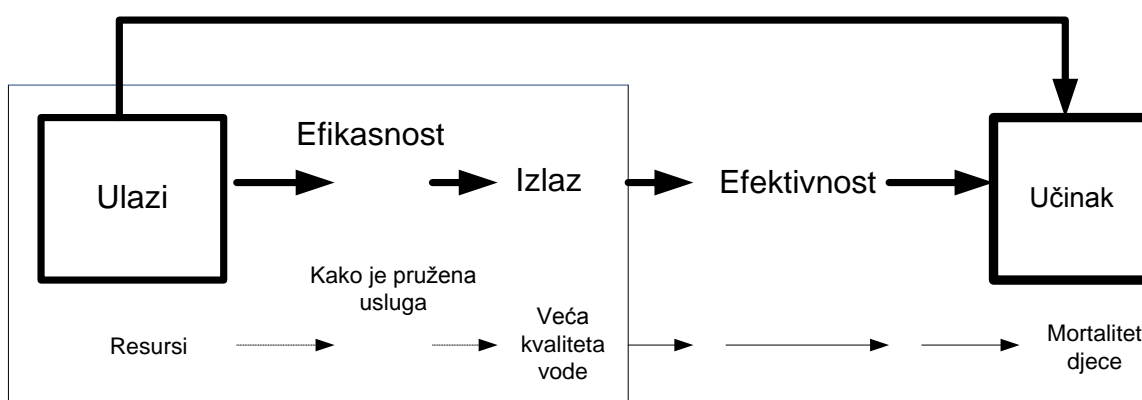 Efikasnost
Ulazi
Izlaz
Efektivnost
Učinak
Kako je pružena
usluga
Resursi
Veća
kvaliteta
vode
Mortalitet
djece